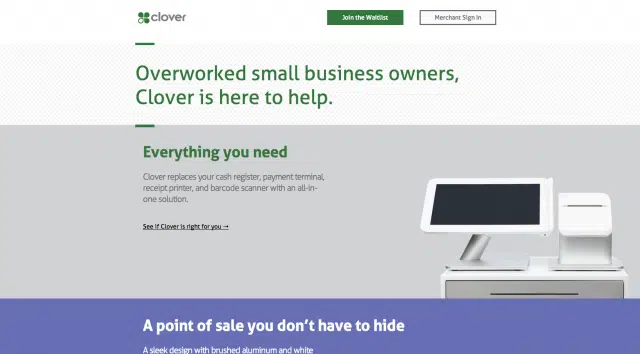 clover
Join the Waitlist
Merchant Sign In
Overworked small business owners,
Clover is here to help.
Everything you need
Clover replaces your cash register, payment terminal,
receipt printer, and barcode scanner with an all-in-
one solution.
See if Clover is right for you →
A point of sale you don't have to hide
A sleek design with brushed aluminum and white